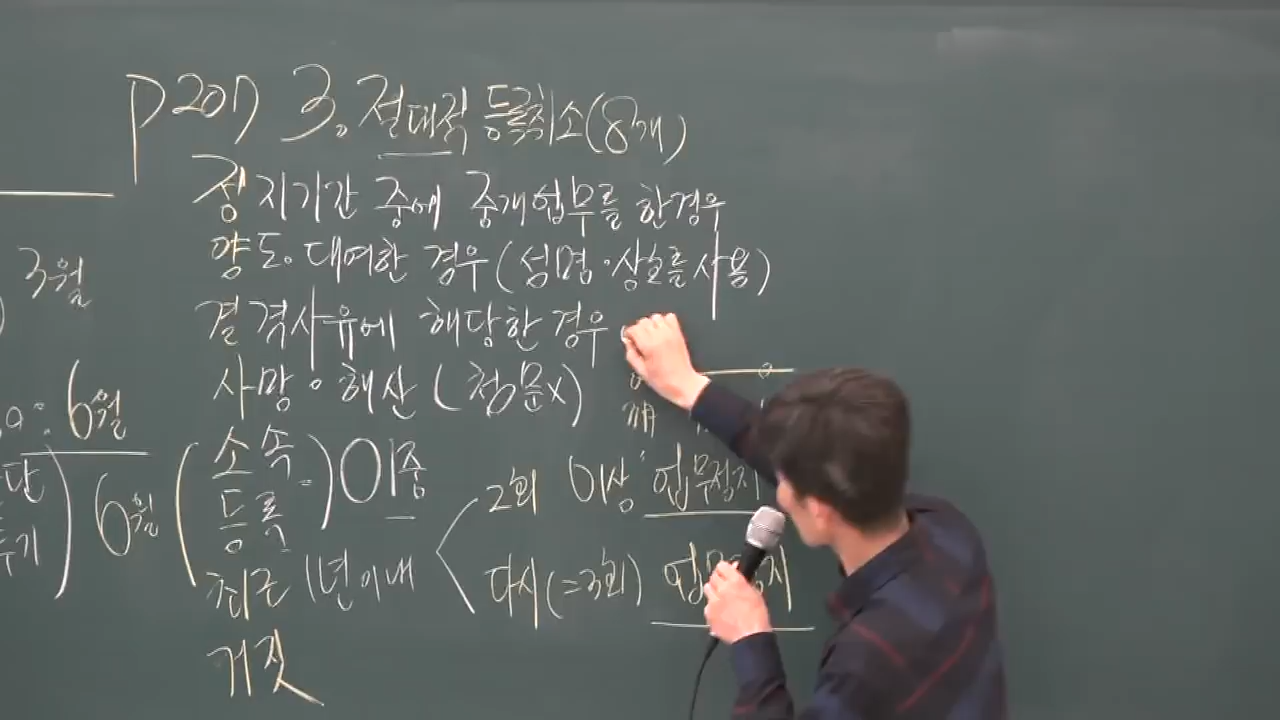 P207 3. 절대적 등록취소(8개)
정지기간 중에 중개업무를 한경우
양도。대여한 경우(성명·상호를사용)
3월
결격사유에 해당한 경우
사망。해산(청문x)
6월
(소속 등록)이중
6월
2회 이상 업무정지
최근 1년이내
다시(=3회) 업무정지
거짓